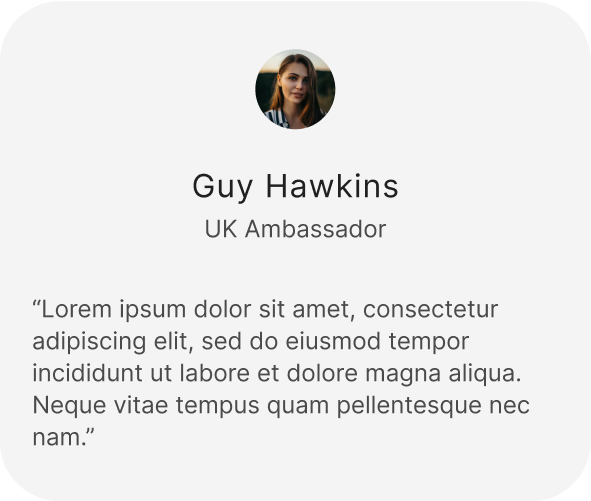 Guy Hawkins
UK Ambassador
“Lorem ipsum dolor sit amet, consectetur
adipiscing elit, sed do eiusmod tempor
incididunt ut labore et dolore magna aliqua.
Neque vitae tempus quam pellentesque nec
nam.”